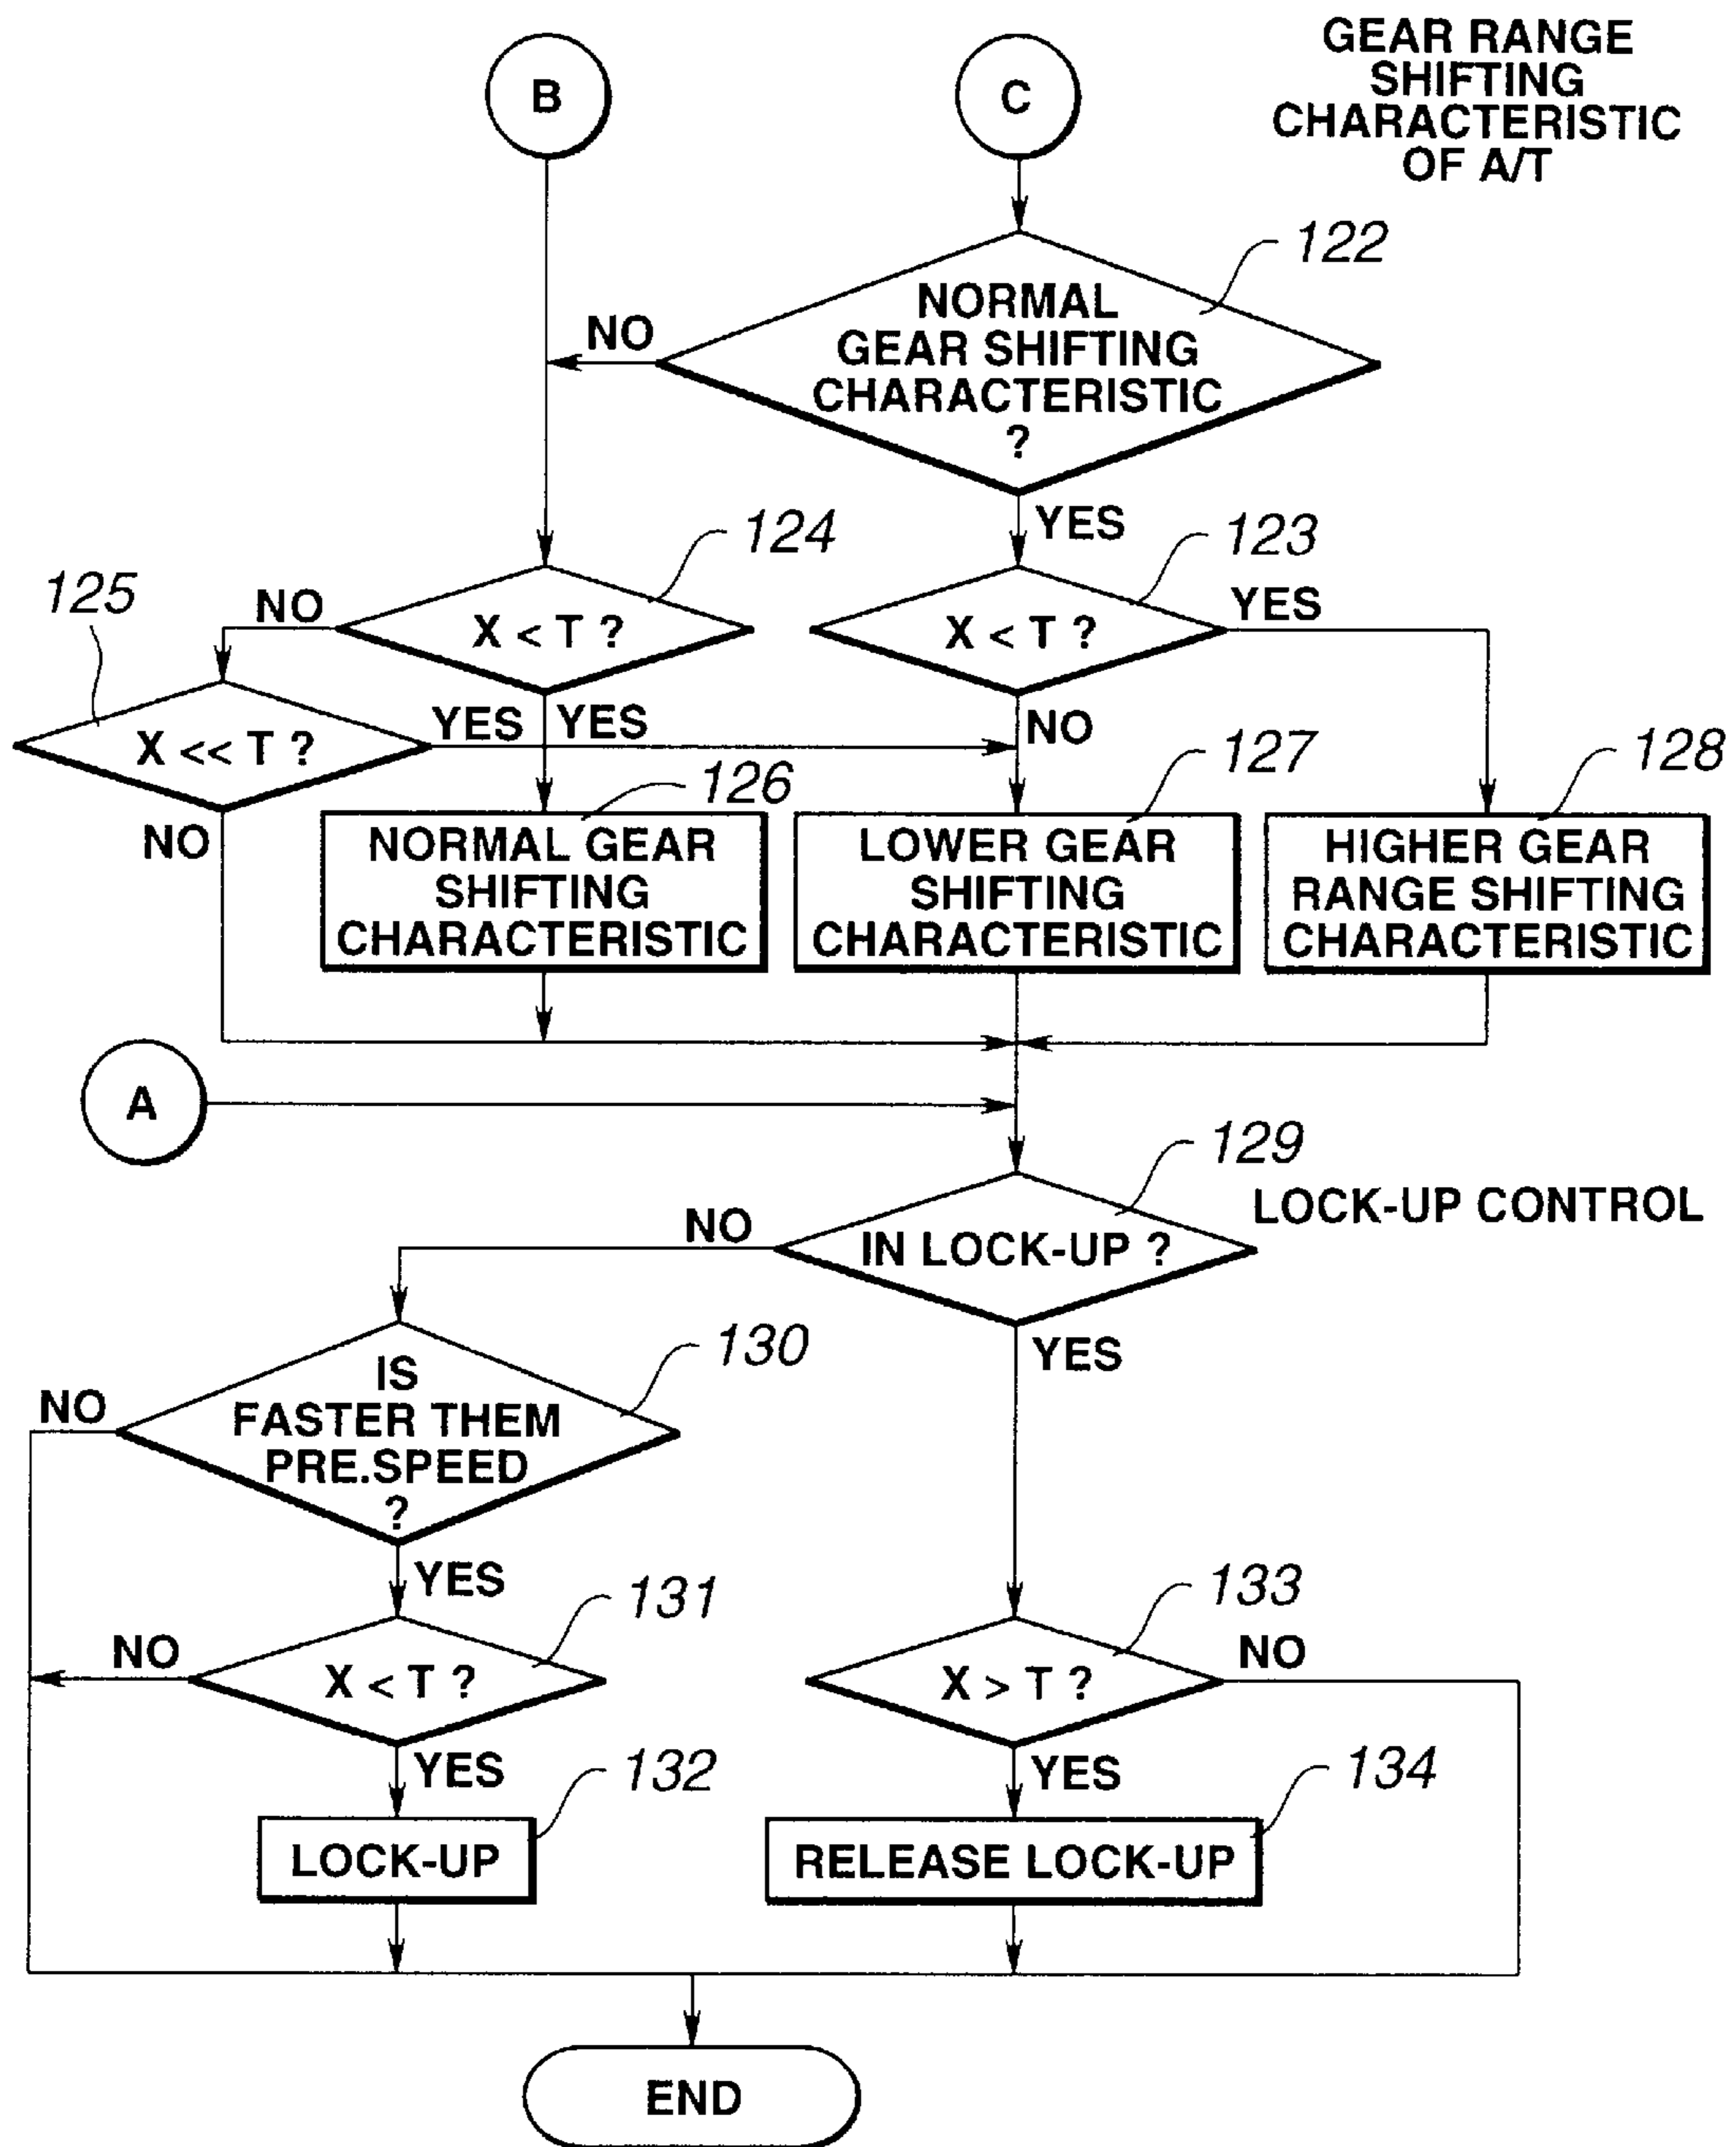 GEAR RANGE
SHIFTING
CHARACTERISTIC
OF A/T
B
C
122
NORMAL
GEAR SHIFTING
CHARACTERISTIC
?
NO
YES
124
123
125
NO
X < T ?
X < T ?
YES
X << T ?
YES
YES
NO
NO
126
127
128
NORMAL GEAR
SHIFTING
CHARACTERISTIC
LOWER GEAR
SHIFTING
CHARACTERISTIC
HIGHER GEAR
RANGE SHIFTING
CHARACTERISTIC
A
129
LOCK-UP CONTROL
NO
IN LOCK-UP ?
YES
130
IS
FASTER THEM
PRE.SPEED
?
NO
YES
131
133
NO
X < T ?
X > T ?
NO
YES
YES
132
134
LOCK-UP
RELEASE LOCK-UP
END